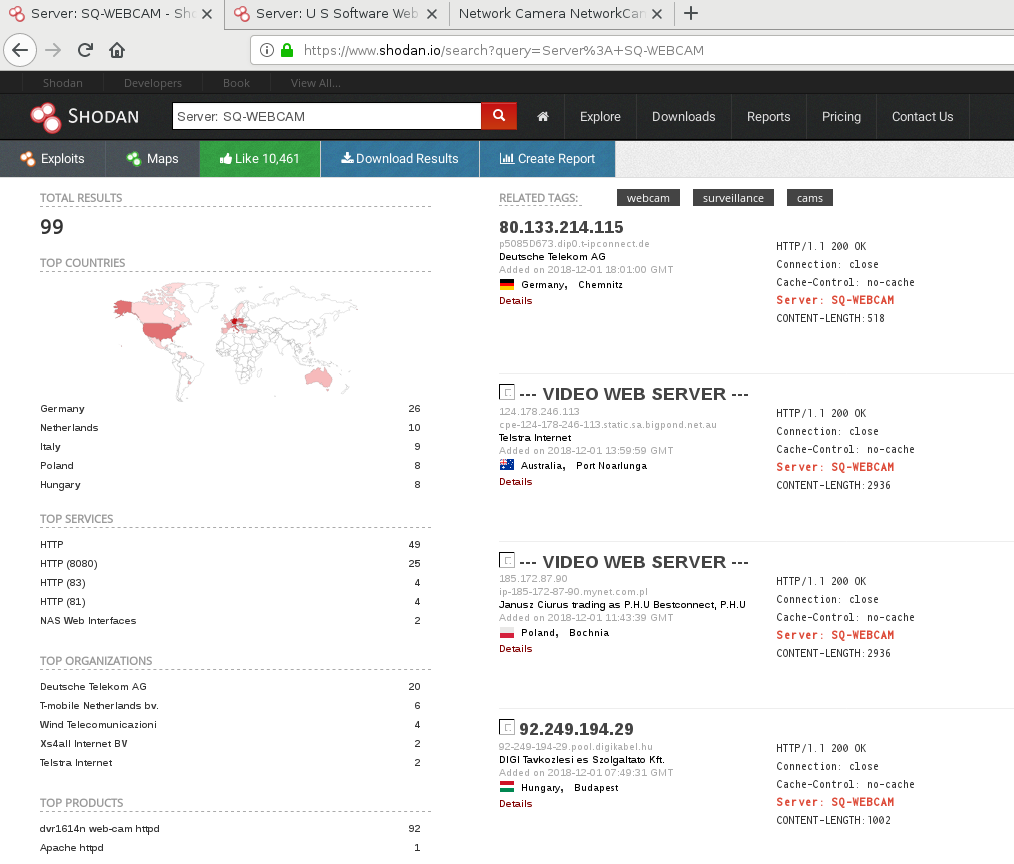 Server: SQ-WEBCAM - Sho
Server: U S Software Web
Network Camera NetworkCam
https://www.shodan.io/search?query=Server%3A+SQ-WEBCAM
Shodan Developers Book View All...
SHODAN
Server: SQ-WEBCAM
Explore Downloads Reports Pricing Contact Us
Exploits Maps Like 10,461 Download Results Create Report
TOTAL RESULTS
99
TOP COUNTRIES
Germany 26
Netherlands 10
Italy 9
Poland 8
Hungary 8
TOP SERVICES
HTTP 49
HTTP (8080) 25
HTTP (83) 4
HTTP (81) 4
NAS Web Interfaces 2
TOP ORGANIZATIONS
Deutsche Telekom AG 20
T-mobile Netherlands bv. 6
Wind Telecomunicazioni 4
Xs4all Internet BV 2
Telstra Internet 2
TOP PRODUCTS
dvr1614n web-cam httpd 92
Apache httpd 1
RELATED TAGS: webcam surveillance cams
80.133.214.115
p5085D673.dip0.t-ipconnect.de
Deutsche Telekom AG
Added on 2018-12-01 18:01:00 GMT
Germany, Chemnitz
Details
HTTP/1.1 200 OK
Connection: close
Cache-Control: no-cache
Server: SQ-WEBCAM
CONTENT-LENGTH:518
--- VIDEO WEB SERVER ---
124.178.246.113
cpe-124-178-246-113.static.sa.bigpond.net.au
Telstra Internet
Added on 2018-12-01 13:59:59 GMT
Australia, Port Noarlunga
Details
HTTP/1.1 200 OK
Connection: close
Cache-Control: no-cache
Server: SQ-WEBCAM
CONTENT-LENGTH:2936
--- VIDEO WEB SERVER ---
185.172.87.90
ip-185-172-87-90.mynet.com.pl
Janusz Ciurus trading as P.H.U Bestconnect, P.H.U
Added on 2018-12-01 11:43:39 GMT
Poland, Bochnia
Details
HTTP/1.1 200 OK
Connection: close
Cache-Control: no-cache
Server: SQ-WEBCAM
CONTENT-LENGTH:2936
92.249.194.29
92-249-194-29.pool.digikabel.hu
DIGI Tavkozlesi es Szolgaltato Kft.
Added on 2018-12-01 07:49:31 GMT
Hungary, Budapest
Details
HTTP/1.1 200 OK
Connection: close
Cache-Control: no-cache
Server: SQ-WEBCAM
CONTENT-LENGTH:1002